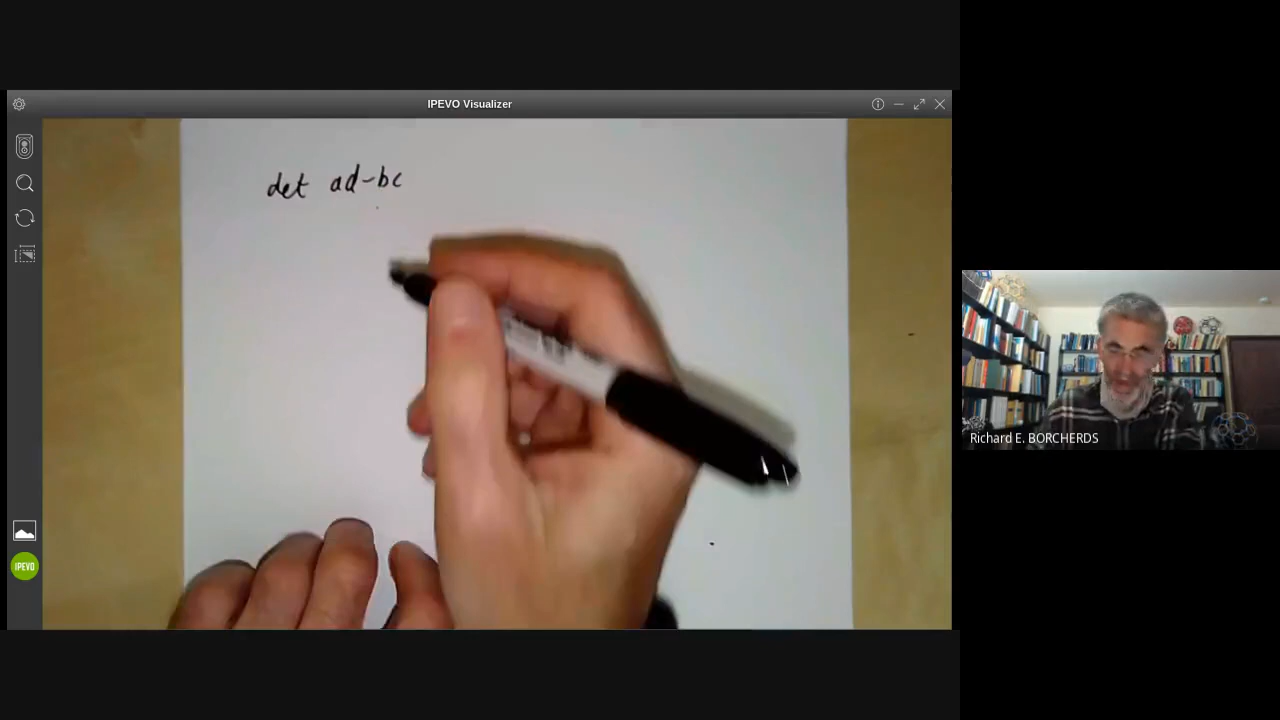 IPEVO Visualizer
det ad-bc
IPEVO
Richard E. BORCHERDS